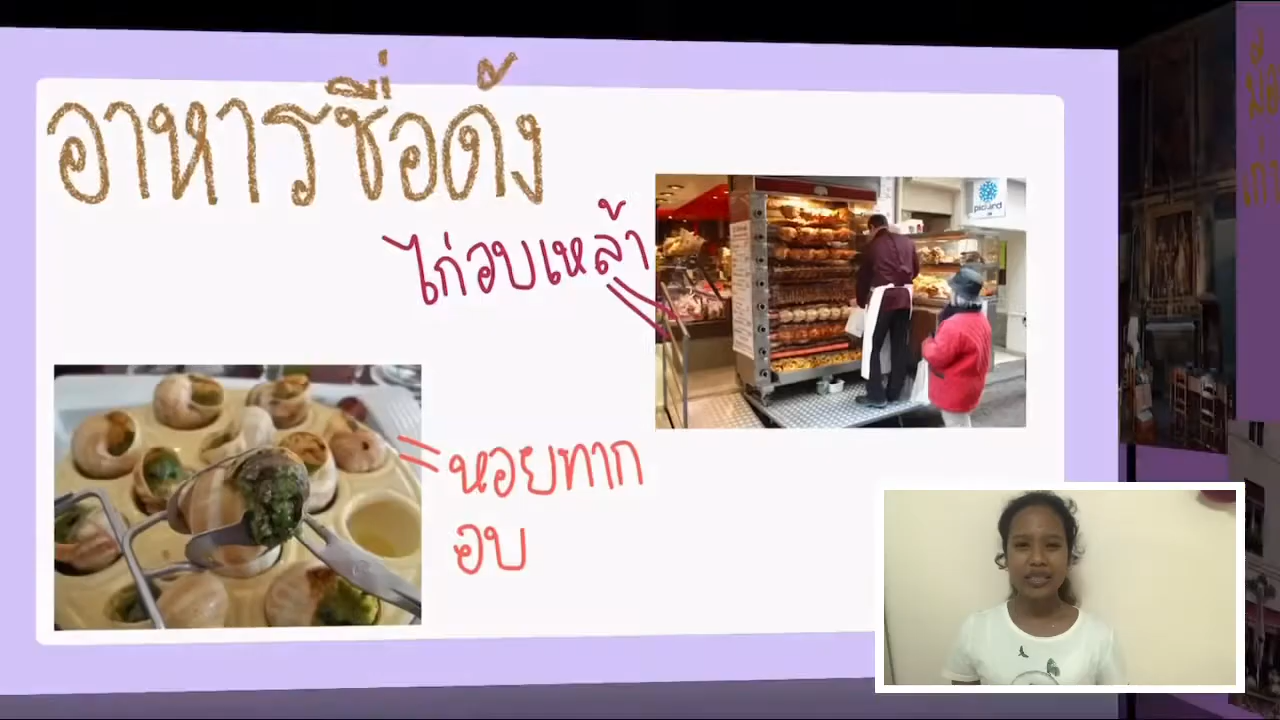 อาหารชื่อดัง
ไก่อบเหล้า
picard
หอยทาก
อบ